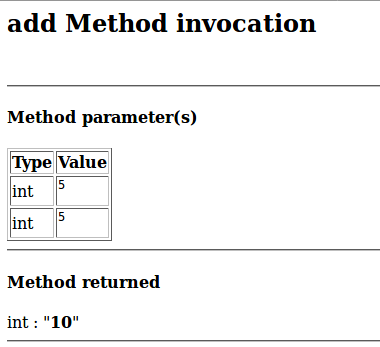 add Method invocation
Method parameter(s)
Type Value
int 5
int 5
Method returned
int : "10"